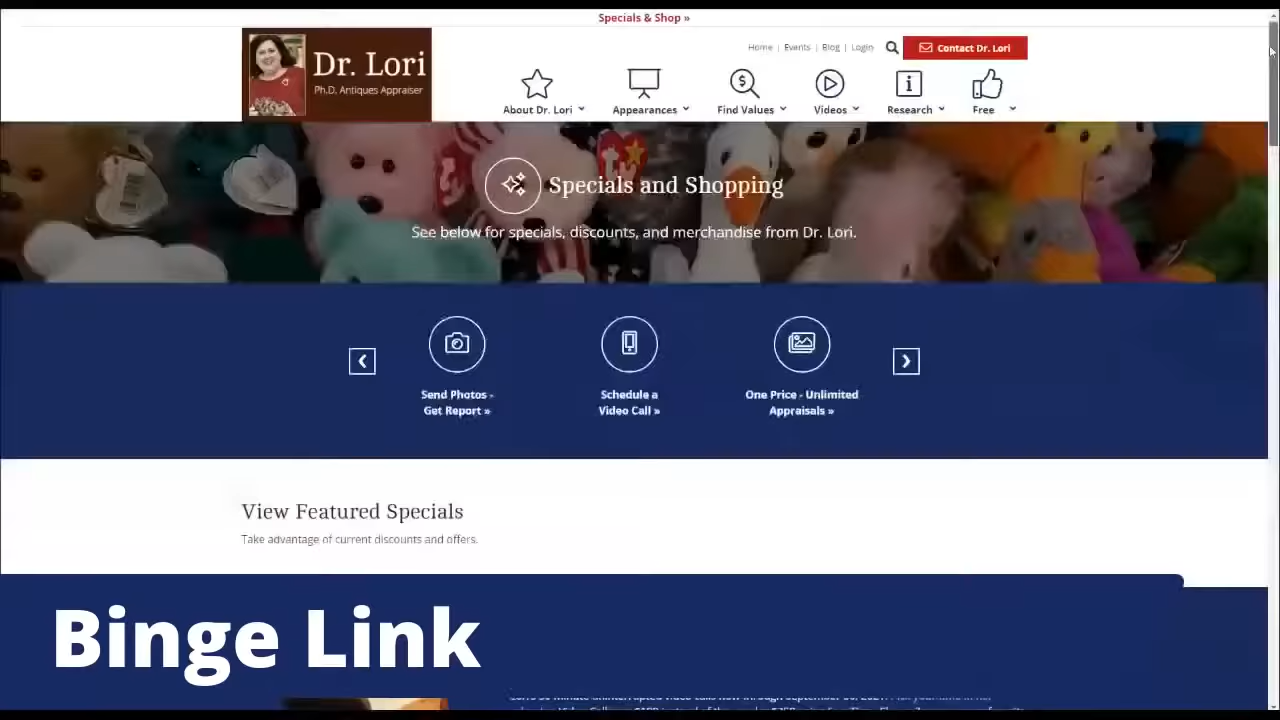 Specials & Shop »
Home | Events | Blog | Login
Contact Dr. Lori
Dr. Lori
Ph.D. Antiques Appraiser
About Dr. Lori
Appearances
Find Values
Videos
Research
Free
ty
Specials and Shopping
See below for specials, discounts, and merchandise from Dr. Lori.
Send Photos -
Get Report »
Schedule a
Video Call »
One Price - Unlimited
Appraisals »
View Featured Specials
Take advantage of current discounts and offers.
Binge Link